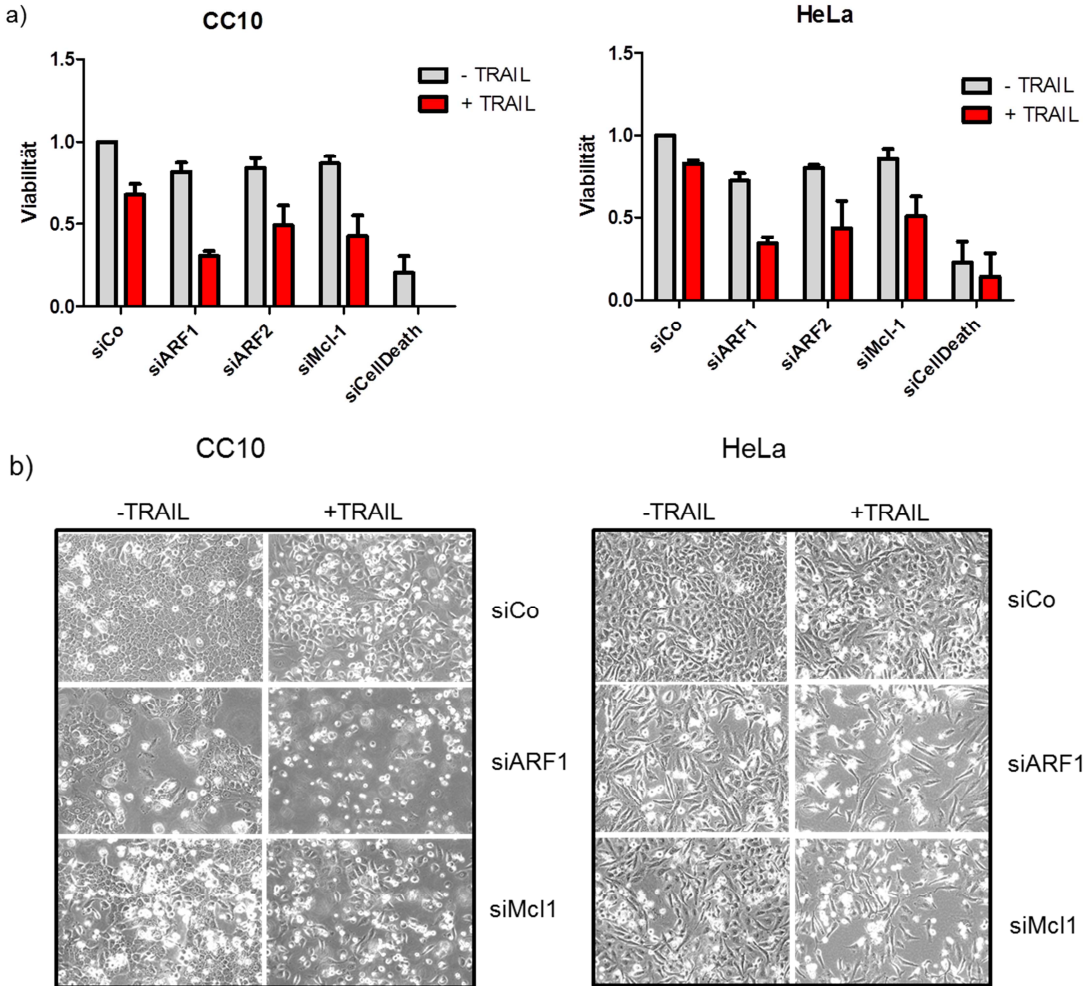 a)
CC10
Viabilität
1.5
1.0
0.5
0.0
- TRAIL
+ TRAIL
siCo
siARF1
siARF2
siMcl-1
siCellDeath
HeLa
Viabilität
1.5
1.0
0.5
0.0
- TRAIL
+ TRAIL
siCo
siARF1
siARF2
siMcl-1
siCellDeath
b)
CC10
-TRAIL +TRAIL
siCo
siARF1
siMcl1
HeLa
-TRAIL +TRAIL
siCo
siARF1
siMcl1